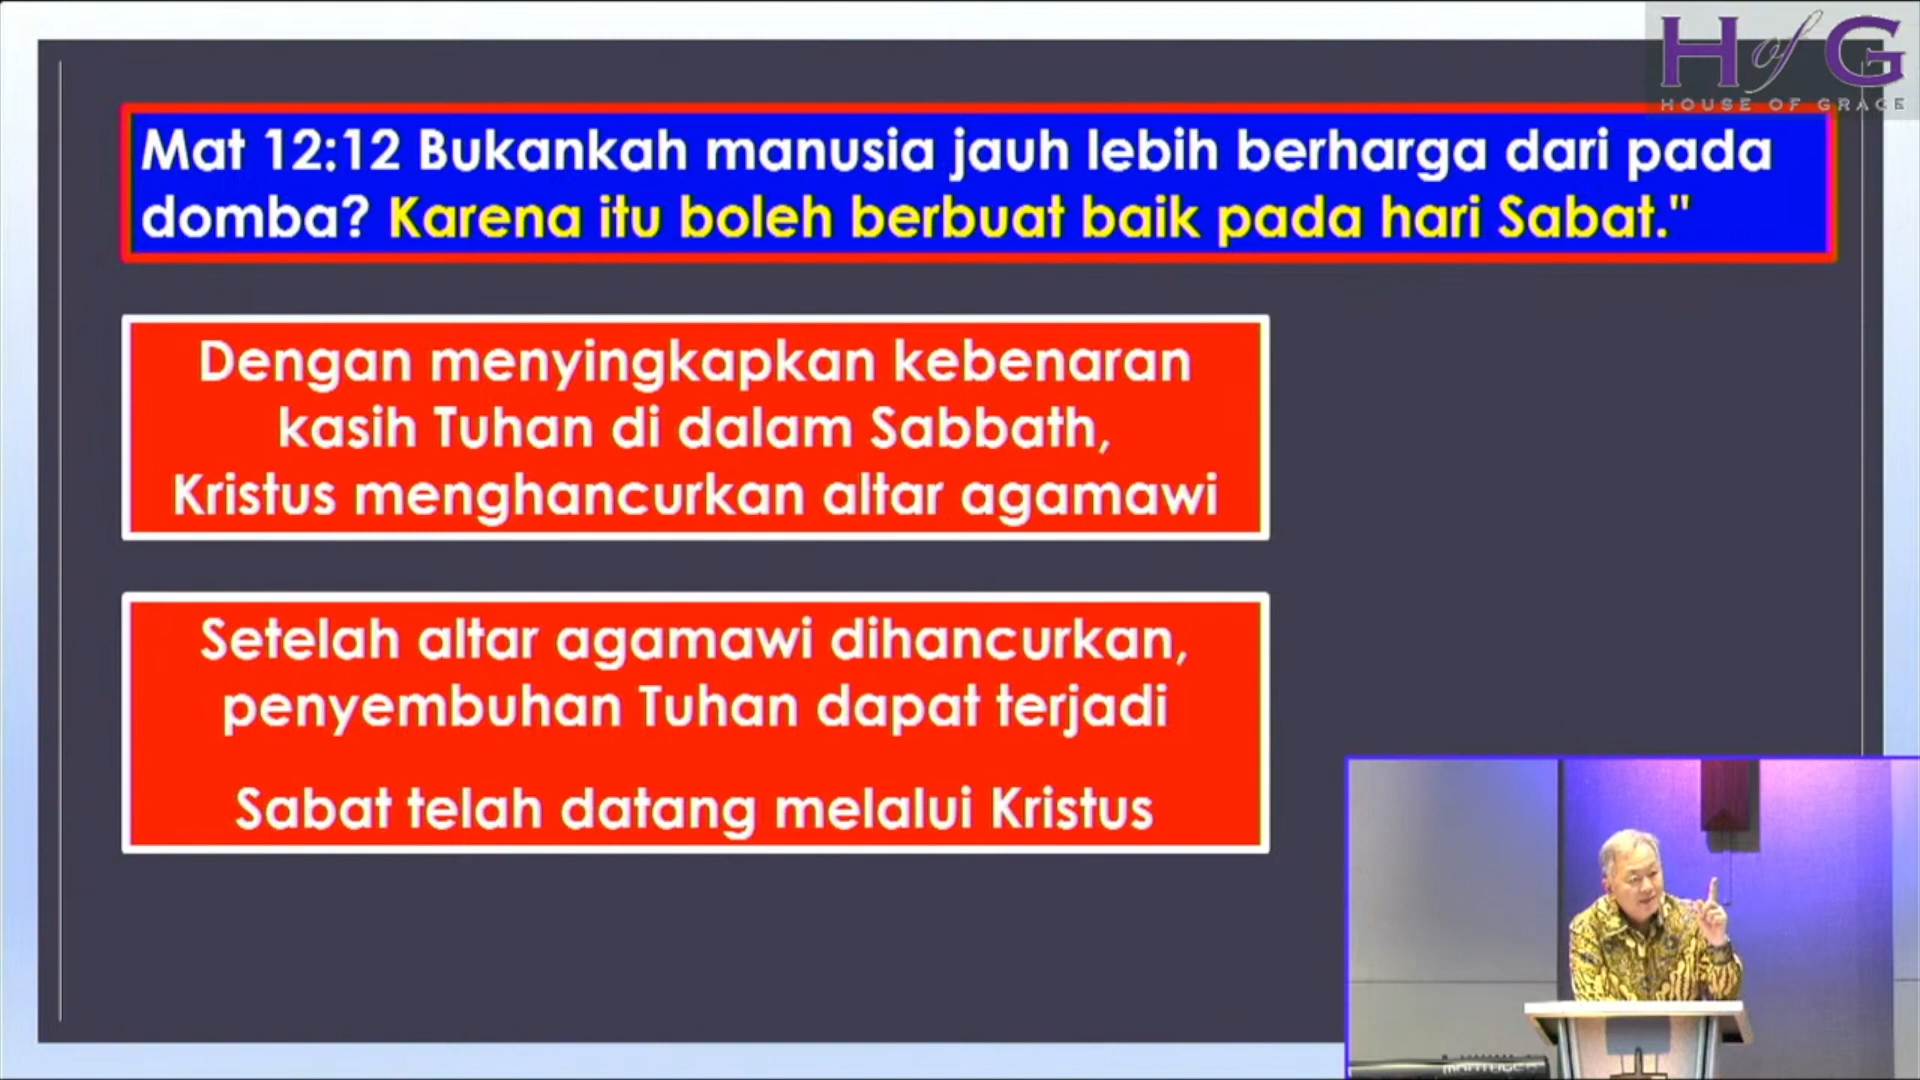 H of G
HOUSE OF GRACE
Mat 12:12 Bukankah manusia jauh lebih berharga dari pada
domba? Karena itu boleh berbuat baik pada hari Sabat."
Dengan menyingkapkan kebenaran
kasih Tuhan di dalam Sabbath,
Kristus menghancurkan altar agamawi
Setelah altar agamawi dihancurkan,
penyembuhan Tuhan dapat terjadi
Sabat telah datang melalui Kristus